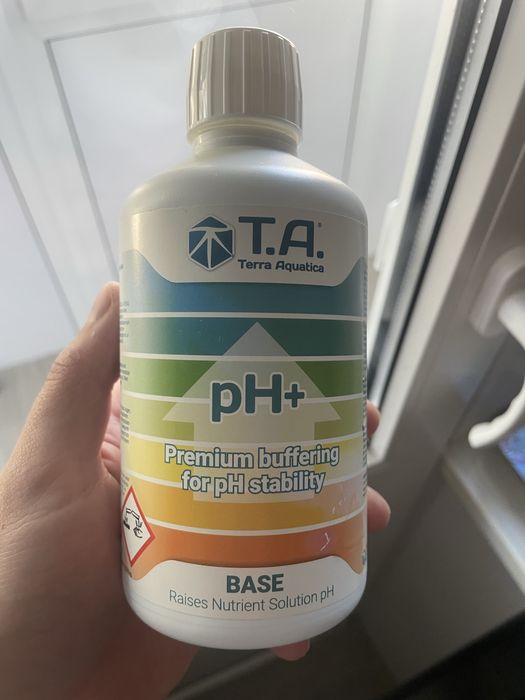 T.A.®
Terra Aquatica
pH+
Premium buffering
for pH stability
BASE
Raises Nutrient Solution pH